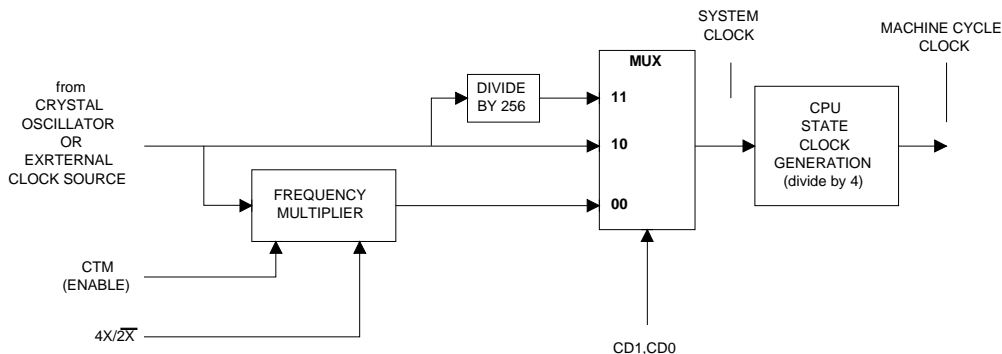 SYSTEM
CLOCK
MACHINE CYCLE
CLOCK
from
CRYSTAL
OSCILLATOR
OR
EXRTERNAL
CLOCK SOURCE
DIVIDE
BY 256
MUX
11
10
00
CPU
STATE
CLOCK
GENERATION
(divide by 4)
FREQUENCY
MULTIPLIER
CTM
(ENABLE)
4X/2X̅
CD1,CD0